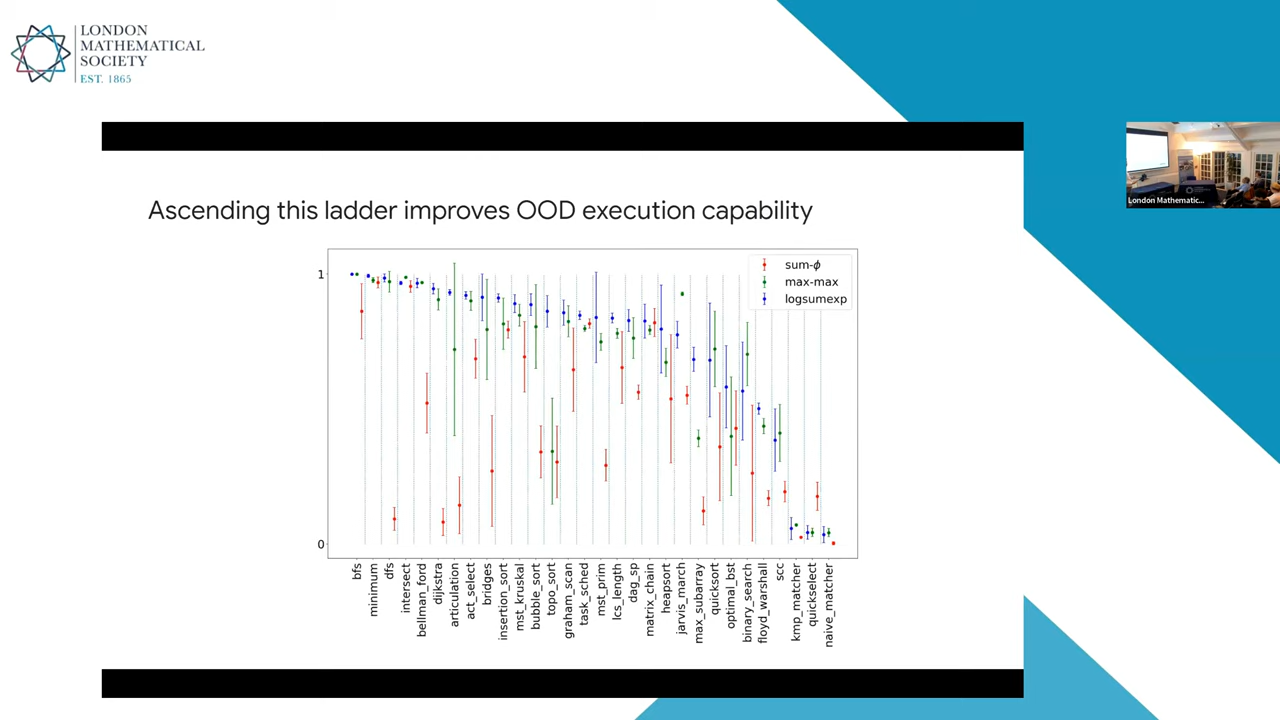 LONDON
MATHEMATICAL
SOCIETY
EST. 1865
London Mathematic...
Ascending this ladder improves OOD execution capability
sum-ϕ
max-max
logsumexp
1
0
bfs
minimum
dfs
intersect
bellman_ford
dijkstra
articulation
act_select
bridges
insertion_sort
mst_kruskal
bubble_sort
topo_sort
graham_scan
task_sched
mst_prim
lcs_length
dag_sp
matrix_chain
heapsort
jarvis_march
max_subarray
quicksort
optimal_bst
binary_search
floyd_warshall
scc
kmp_matcher
quickselect
naive_matcher